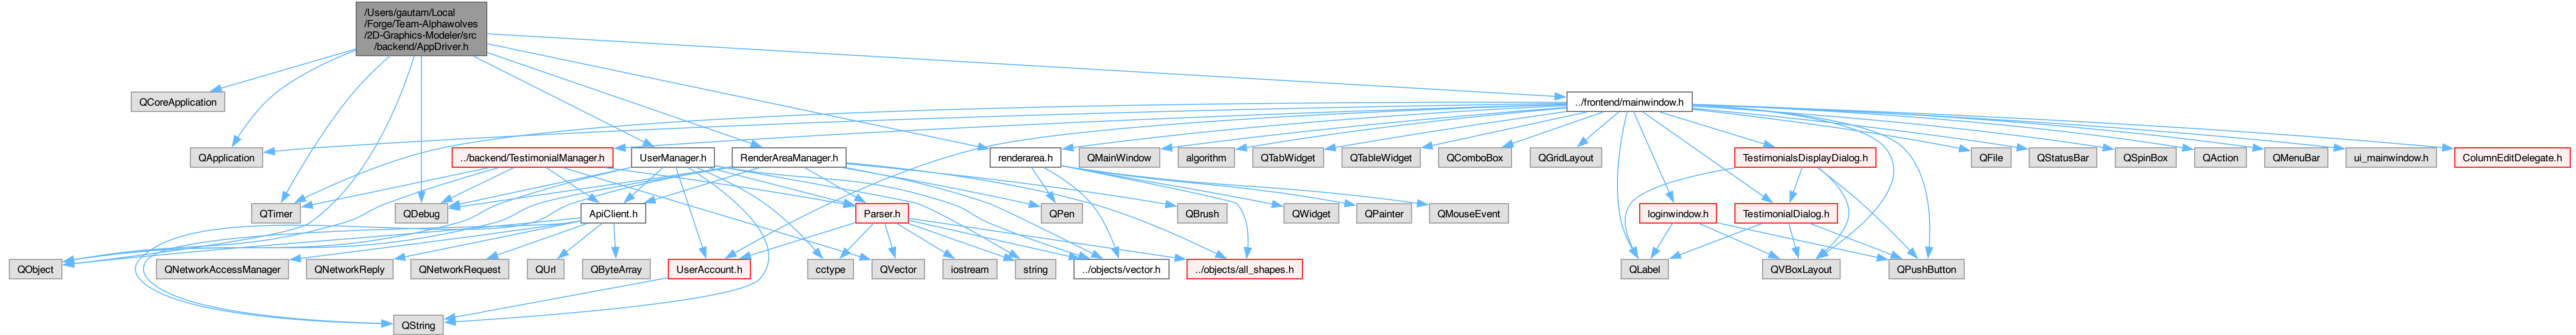 /Users/gautam/Local
/Forge/Team-Alphawolves
/2D-Graphics-Modeler/src
/backend/AppDriver.h
QCoreApplication
../frontend/mainwindow.h
QApplication
../backend/TestimonialManager.h
UserManager.h
RenderAreaManager.h
renderarea.h
QMainWindow
algorithm
QTabWidget
QTableWidget
QComboBox
QGridLayout
TestimonialsDisplayDialog.h
QFile
QStatusBar
QSpinBox
QAction
QMenuBar
ui_mainwindow.h
ColumnEditDelegate.h
QTimer
QDebug
ApiClient.h
Parser.h
QPen
QBrush
QWidget
QPainter
QMouseEvent
loginwindow.h
TestimonialDialog.h
QObject
QNetworkAccessManager
QNetworkReply
QNetworkRequest
QUrl
QByteArray
UserAccount.h
cctype
QVector
iostream
string
../objects/vector.h
../objects/all_shapes.h
QLabel
QVBoxLayout
QPushButton
QString